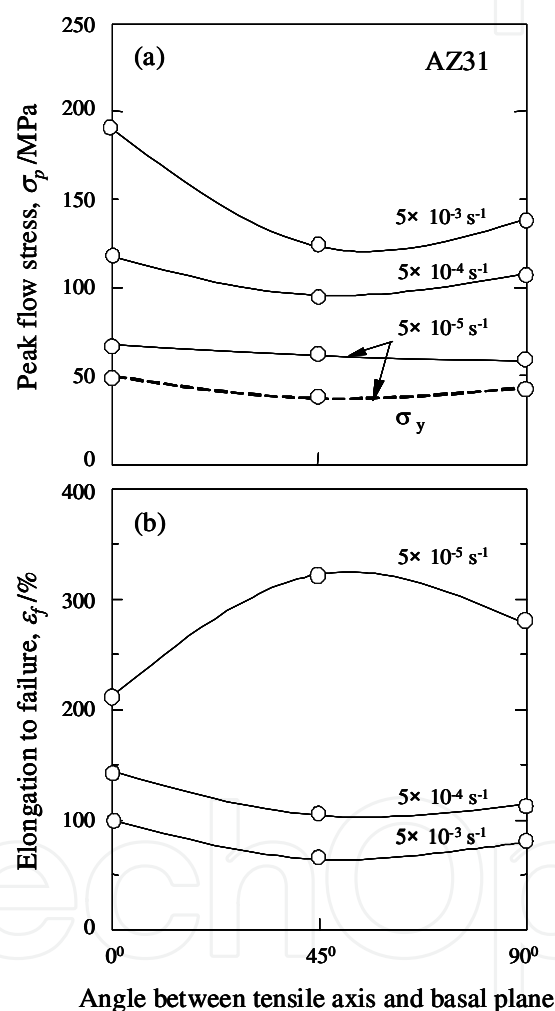 250
(a)
AZ31
200
150
100
50
0
Peak flow stress, σp /MPa
5× 10-3 s-1
5× 10-4 s-1
5× 10-5 s-1
σ y
400
(b)
300
200
100
0
Elongation to failure, εf /%
5× 10-5 s-1
5× 10-4 s-1
5× 10-3 s-1
0⁰
45⁰
90⁰
Angle between tensile axis and basal plane